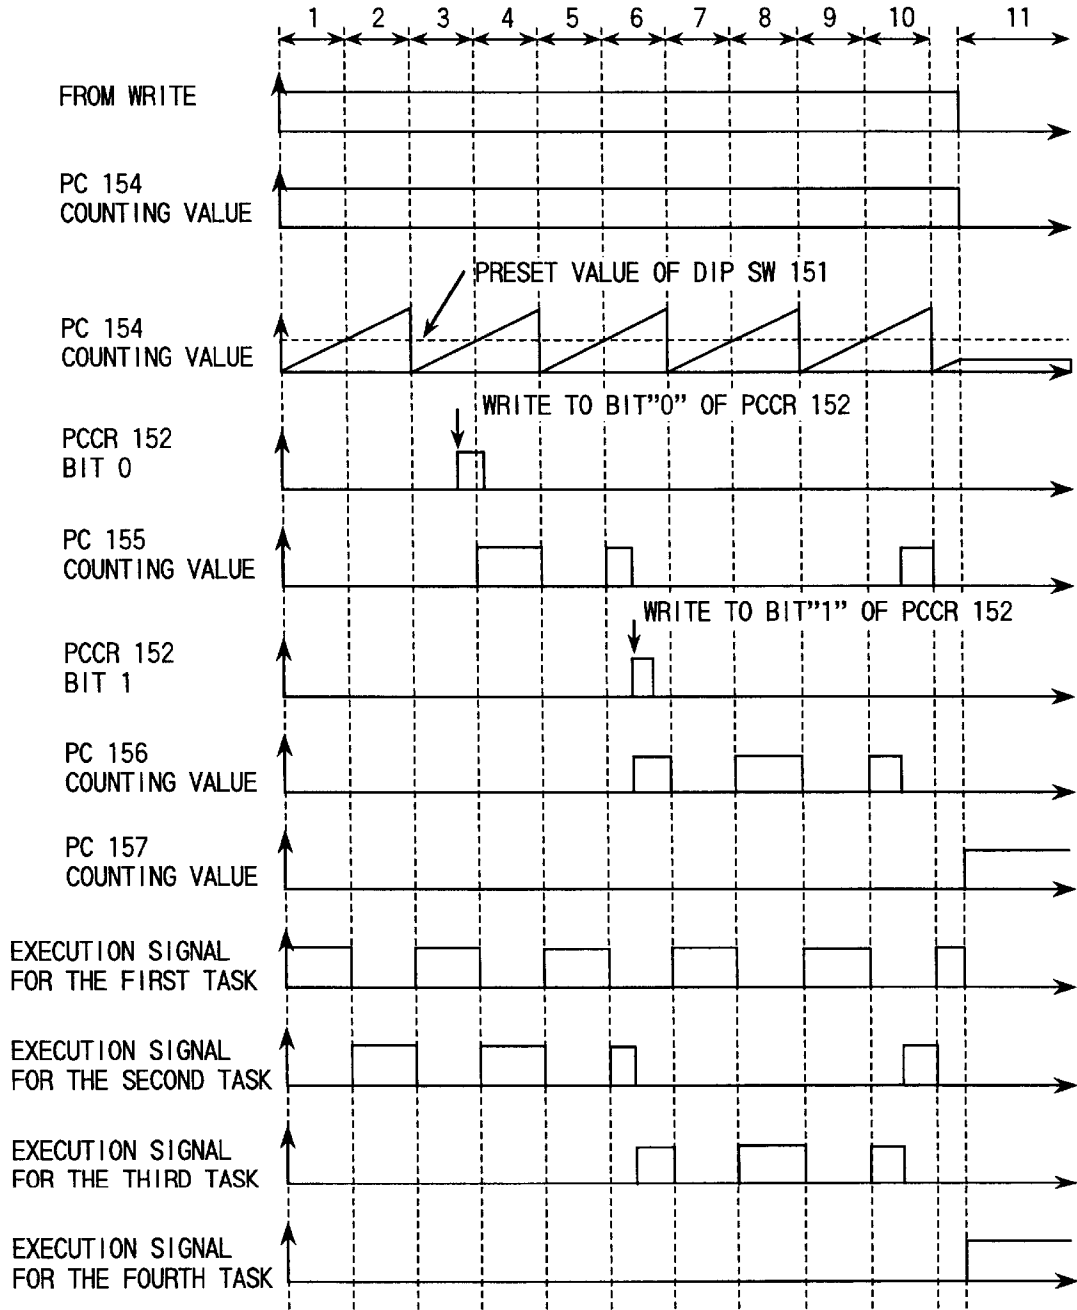 1 2 3 4 5 6 7 8 9 10 11
FROM WRITE
PC 154
COUNTING VALUE
PRESET VALUE OF DIP SW 151
PC 154
COUNTING VALUE
WRITE TO BIT"0" OF PCCR 152
PCCR 152
BIT 0
PC 155
COUNTING VALUE
WRITE TO BIT"1" OF PCCR 152
PCCR 152
BIT 1
PC 156
COUNTING VALUE
PC 157
COUNTING VALUE
EXECUTION SIGNAL
FOR THE FIRST TASK
EXECUTION SIGNAL
FOR THE SECOND TASK
EXECUTION SIGNAL
FOR THE THIRD TASK
EXECUTION SIGNAL
FOR THE FOURTH TASK